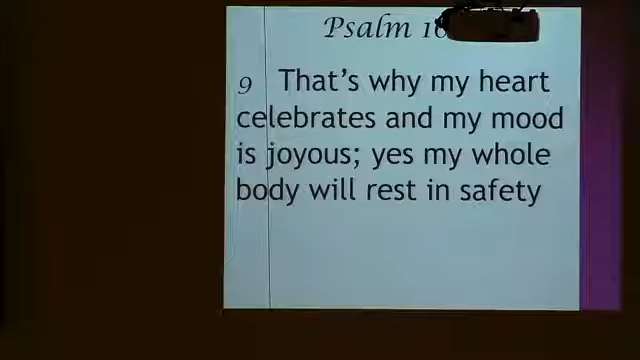 Psalm 16
9 That's why my heart
celebrates and my mood
is joyous; yes my whole
body will rest in safety